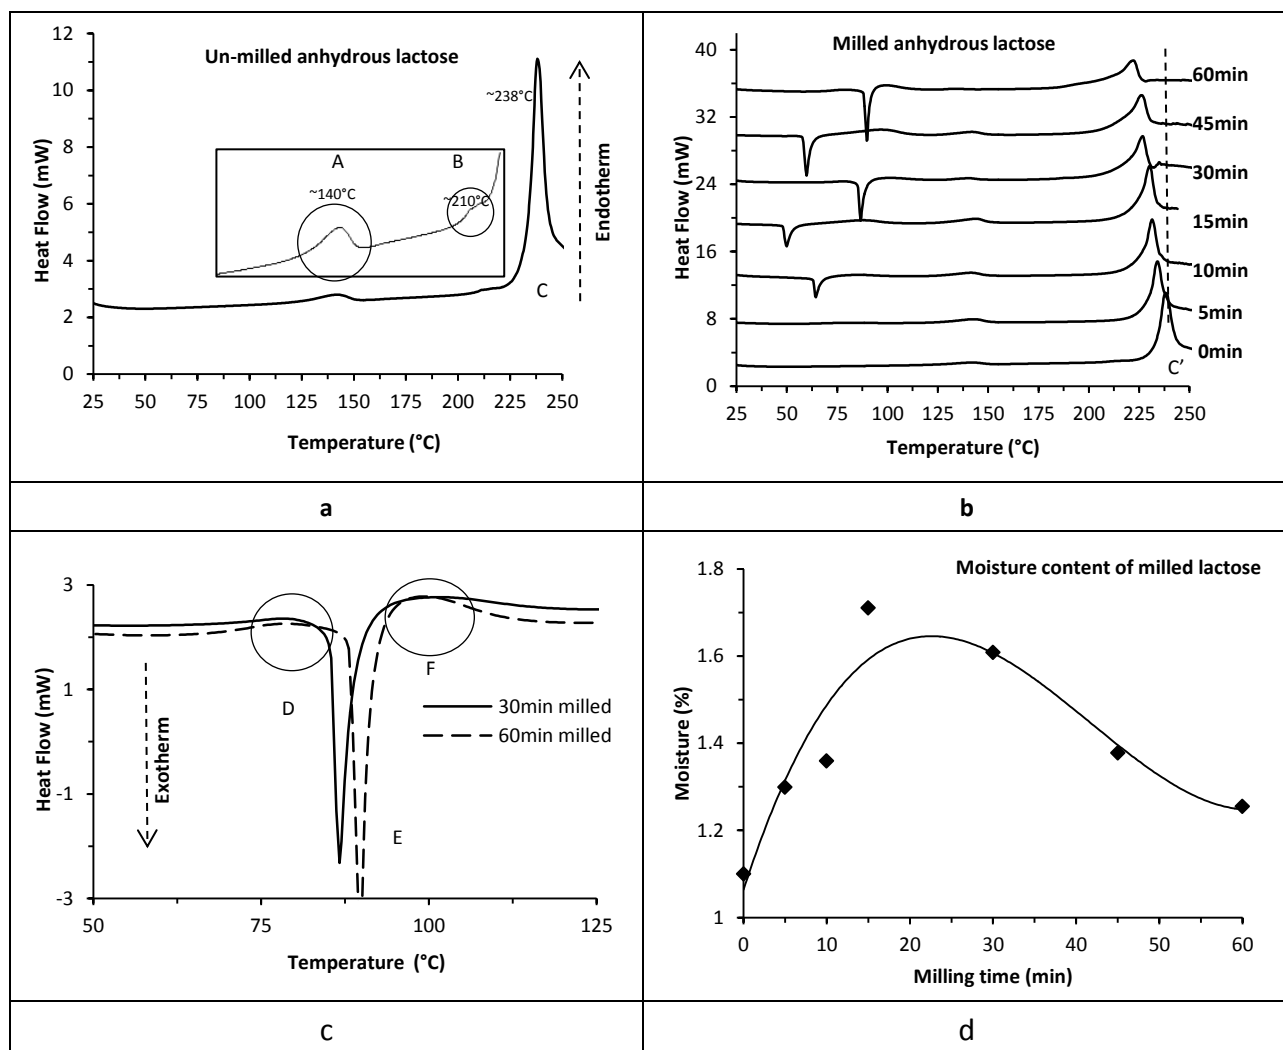 Un-milled anhydrous lactose
Heat Flow (mW)
12
10
8
6
4
2
0
~238°C
A
B
~140°C
~210°C
C
Endotherm
25 50 75 100 125 150 175 200 225 250
Temperature (°C)
a
Milled anhydrous lactose
Heat Flow (mW)
40
32
24
16
8
0
60min
45min
30min
15min
10min
5min
0min
C’
25 50 75 100 125 150 175 200 225 250
Temperature (°C)
b
Heat Flow (mW)
3
1
-1
-3
D
F
E
30min milled
60min milled
Exotherm
50 75 100 125
Temperature (°C)
c
Moisture content of milled lactose
Moisture (%)
1.8
1.6
1.4
1.2
1
0 10 20 30 40 50 60
Milling time (min)
d